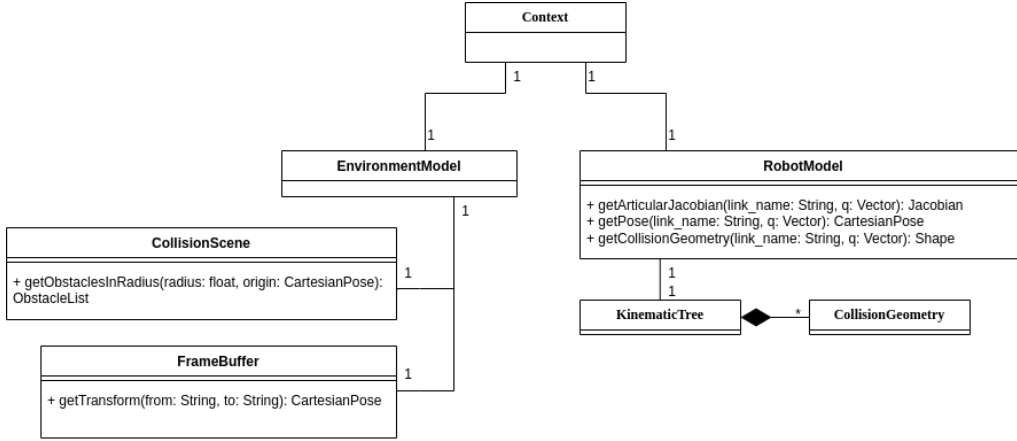 Context
1
1
1
1
EnvironmentModel
1
RobotModel
+ getArticularJacobian(link_name: String, q: Vector): Jacobian
+ getPose(link_name: String, q: Vector): CartesianPose
+ getCollisionGeometry(link_name: String, q: Vector): Shape
CollisionScene
+ getObstaclesInRadius(radius: float, origin: CartesianPose):
ObstacleList
1
1
1
KinematicTree
*
CollisionGeometry
FrameBuffer
+ getTransform(from: String, to: String): CartesianPose
1